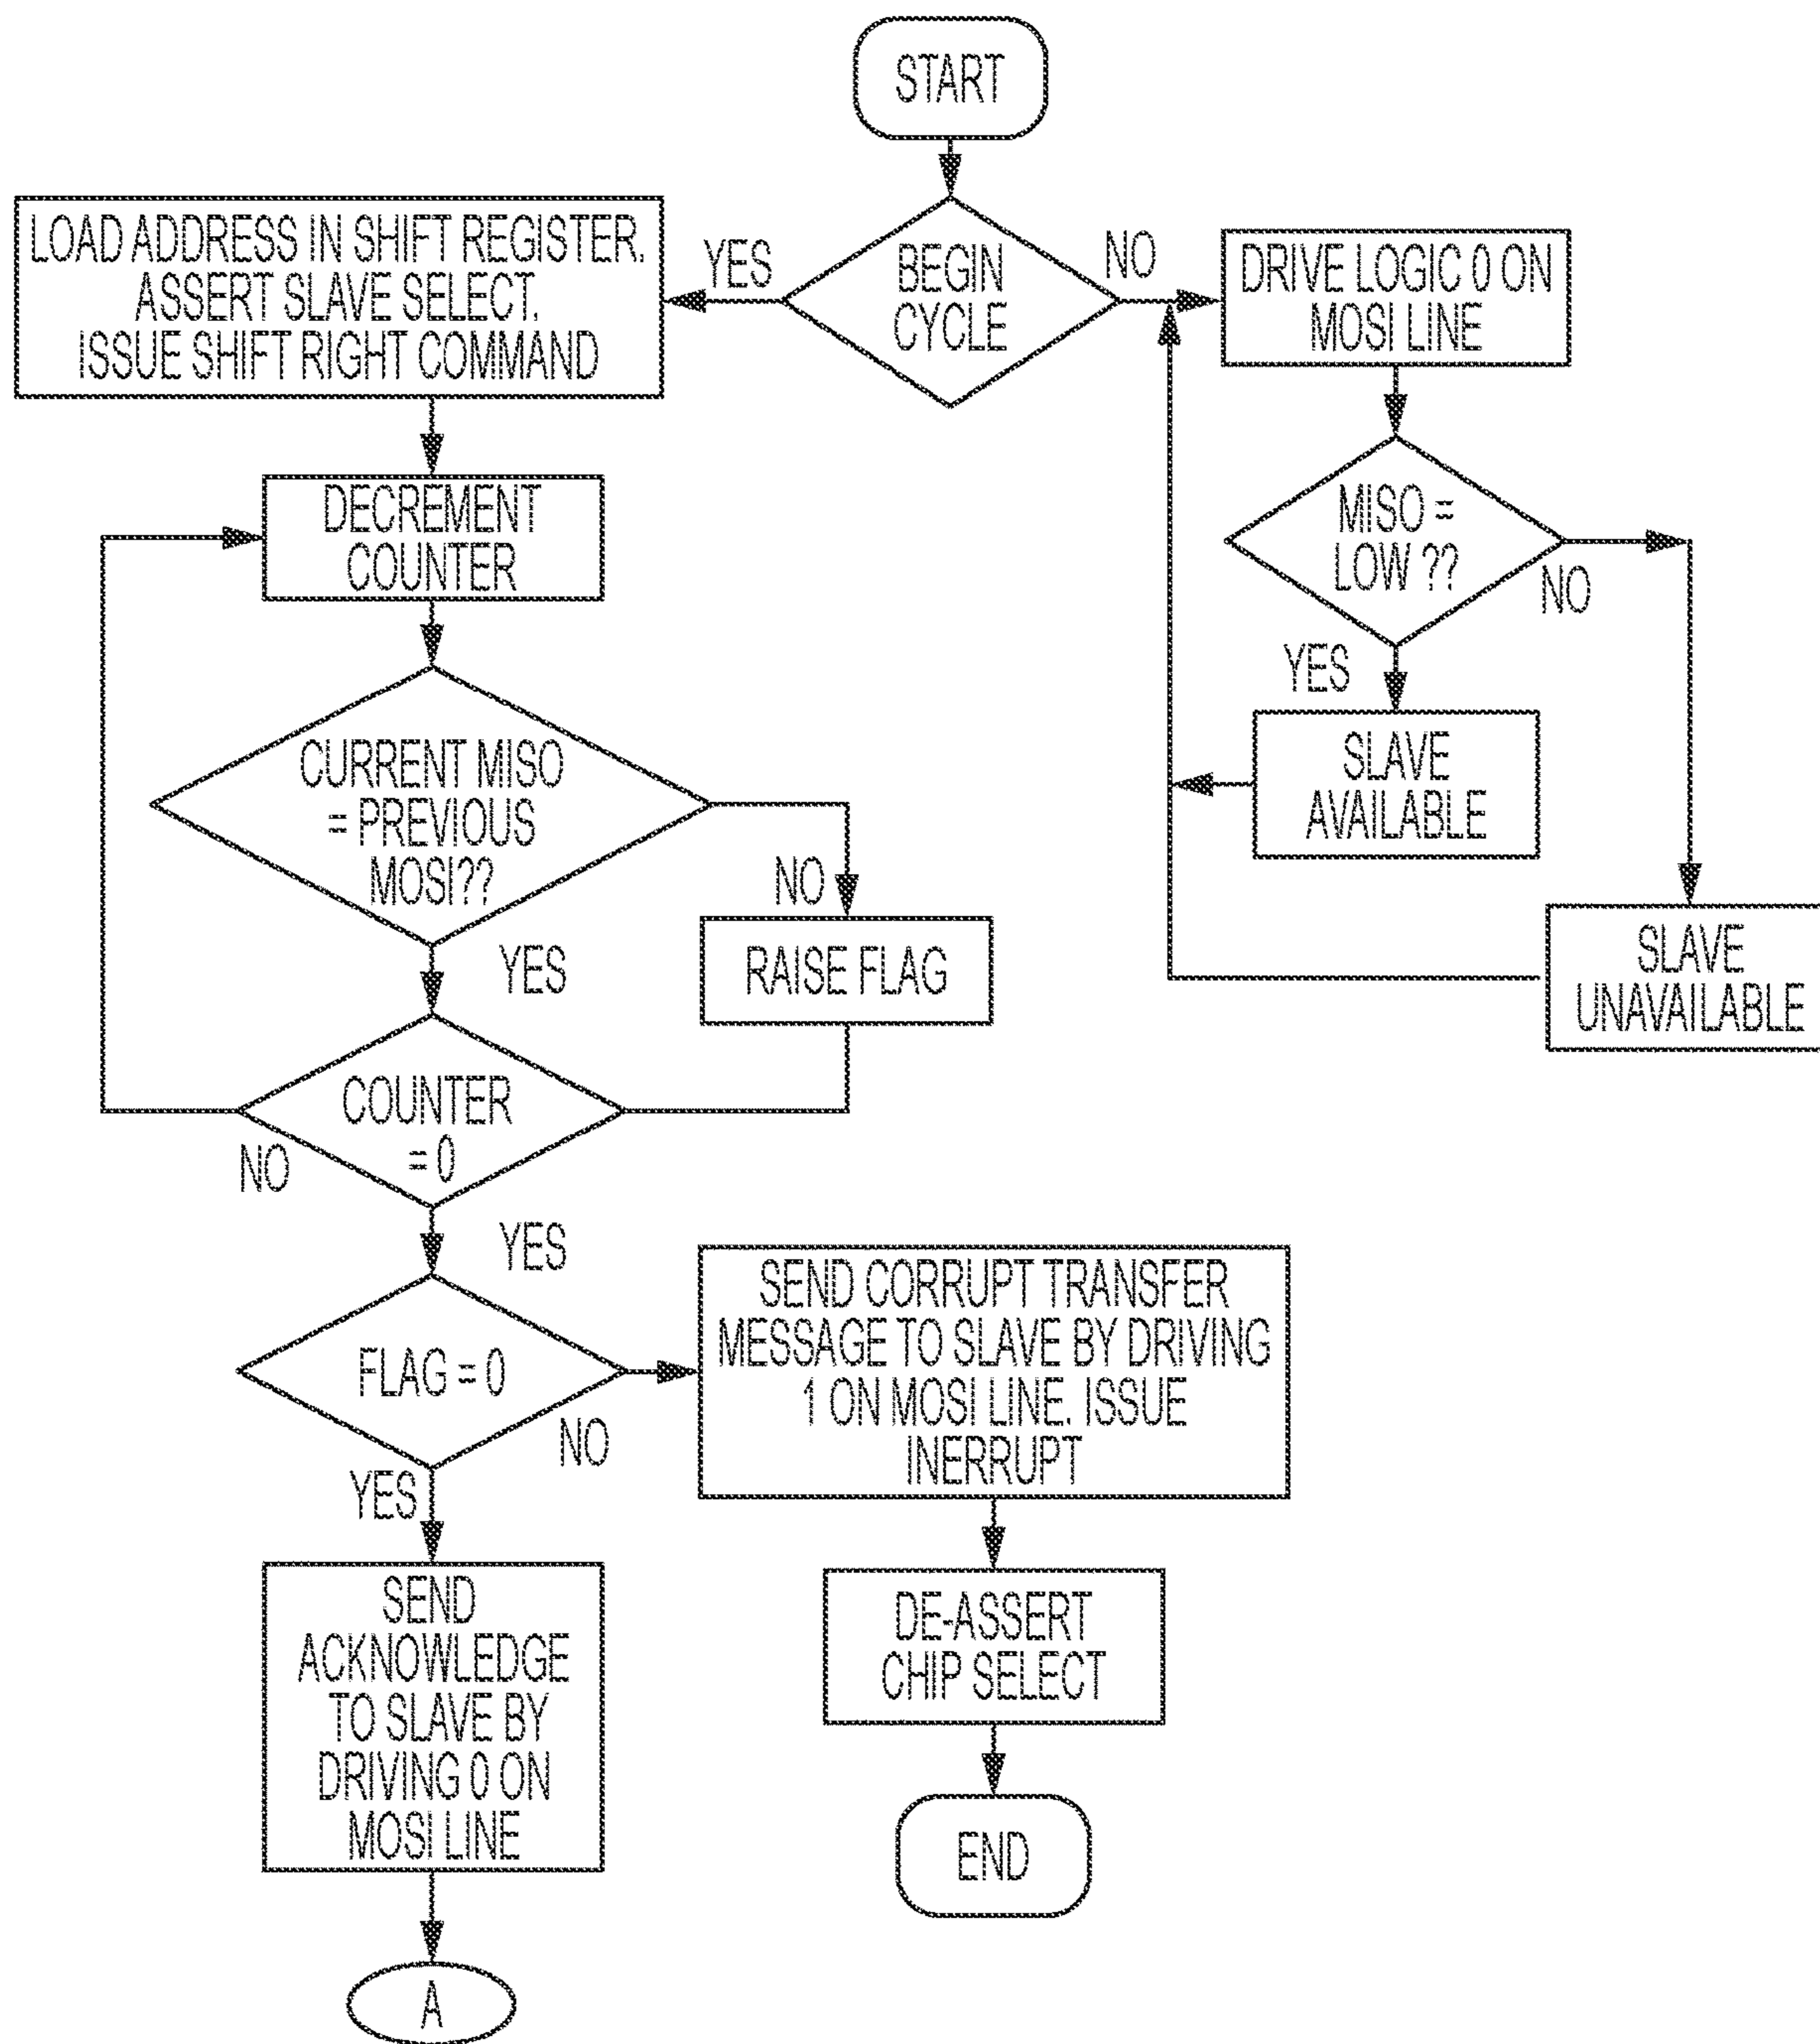 START
LOAD ADDRESS IN SHIFT REGISTER.
ASSERT SLAVE SELECT.
ISSUE SHIFT RIGHT COMMAND
YES
BEGIN
CYCLE
NO
DRIVE LOGIC 0 ON
MOSI LINE
DECREMENT
COUNTER
MISO =
LOW ??
NO
YES
SLAVE
AVAILABLE
SLAVE
UNAVAILABLE
CURRENT MISO
= PREVIOUS
MOSI??
NO
RAISE FLAG
YES
COUNTER
= 0
NO
YES
FLAG = 0
NO
YES
SEND CORRUPT TRANSFER
MESSAGE TO SLAVE BY DRIVING
1 ON MOSI LINE. ISSUE
INERRUPT
DE-ASSERT
CHIP SELECT
END
SEND
ACKNOWLEDGE
TO SLAVE BY
DRIVING 0 ON
MOSI LINE
A